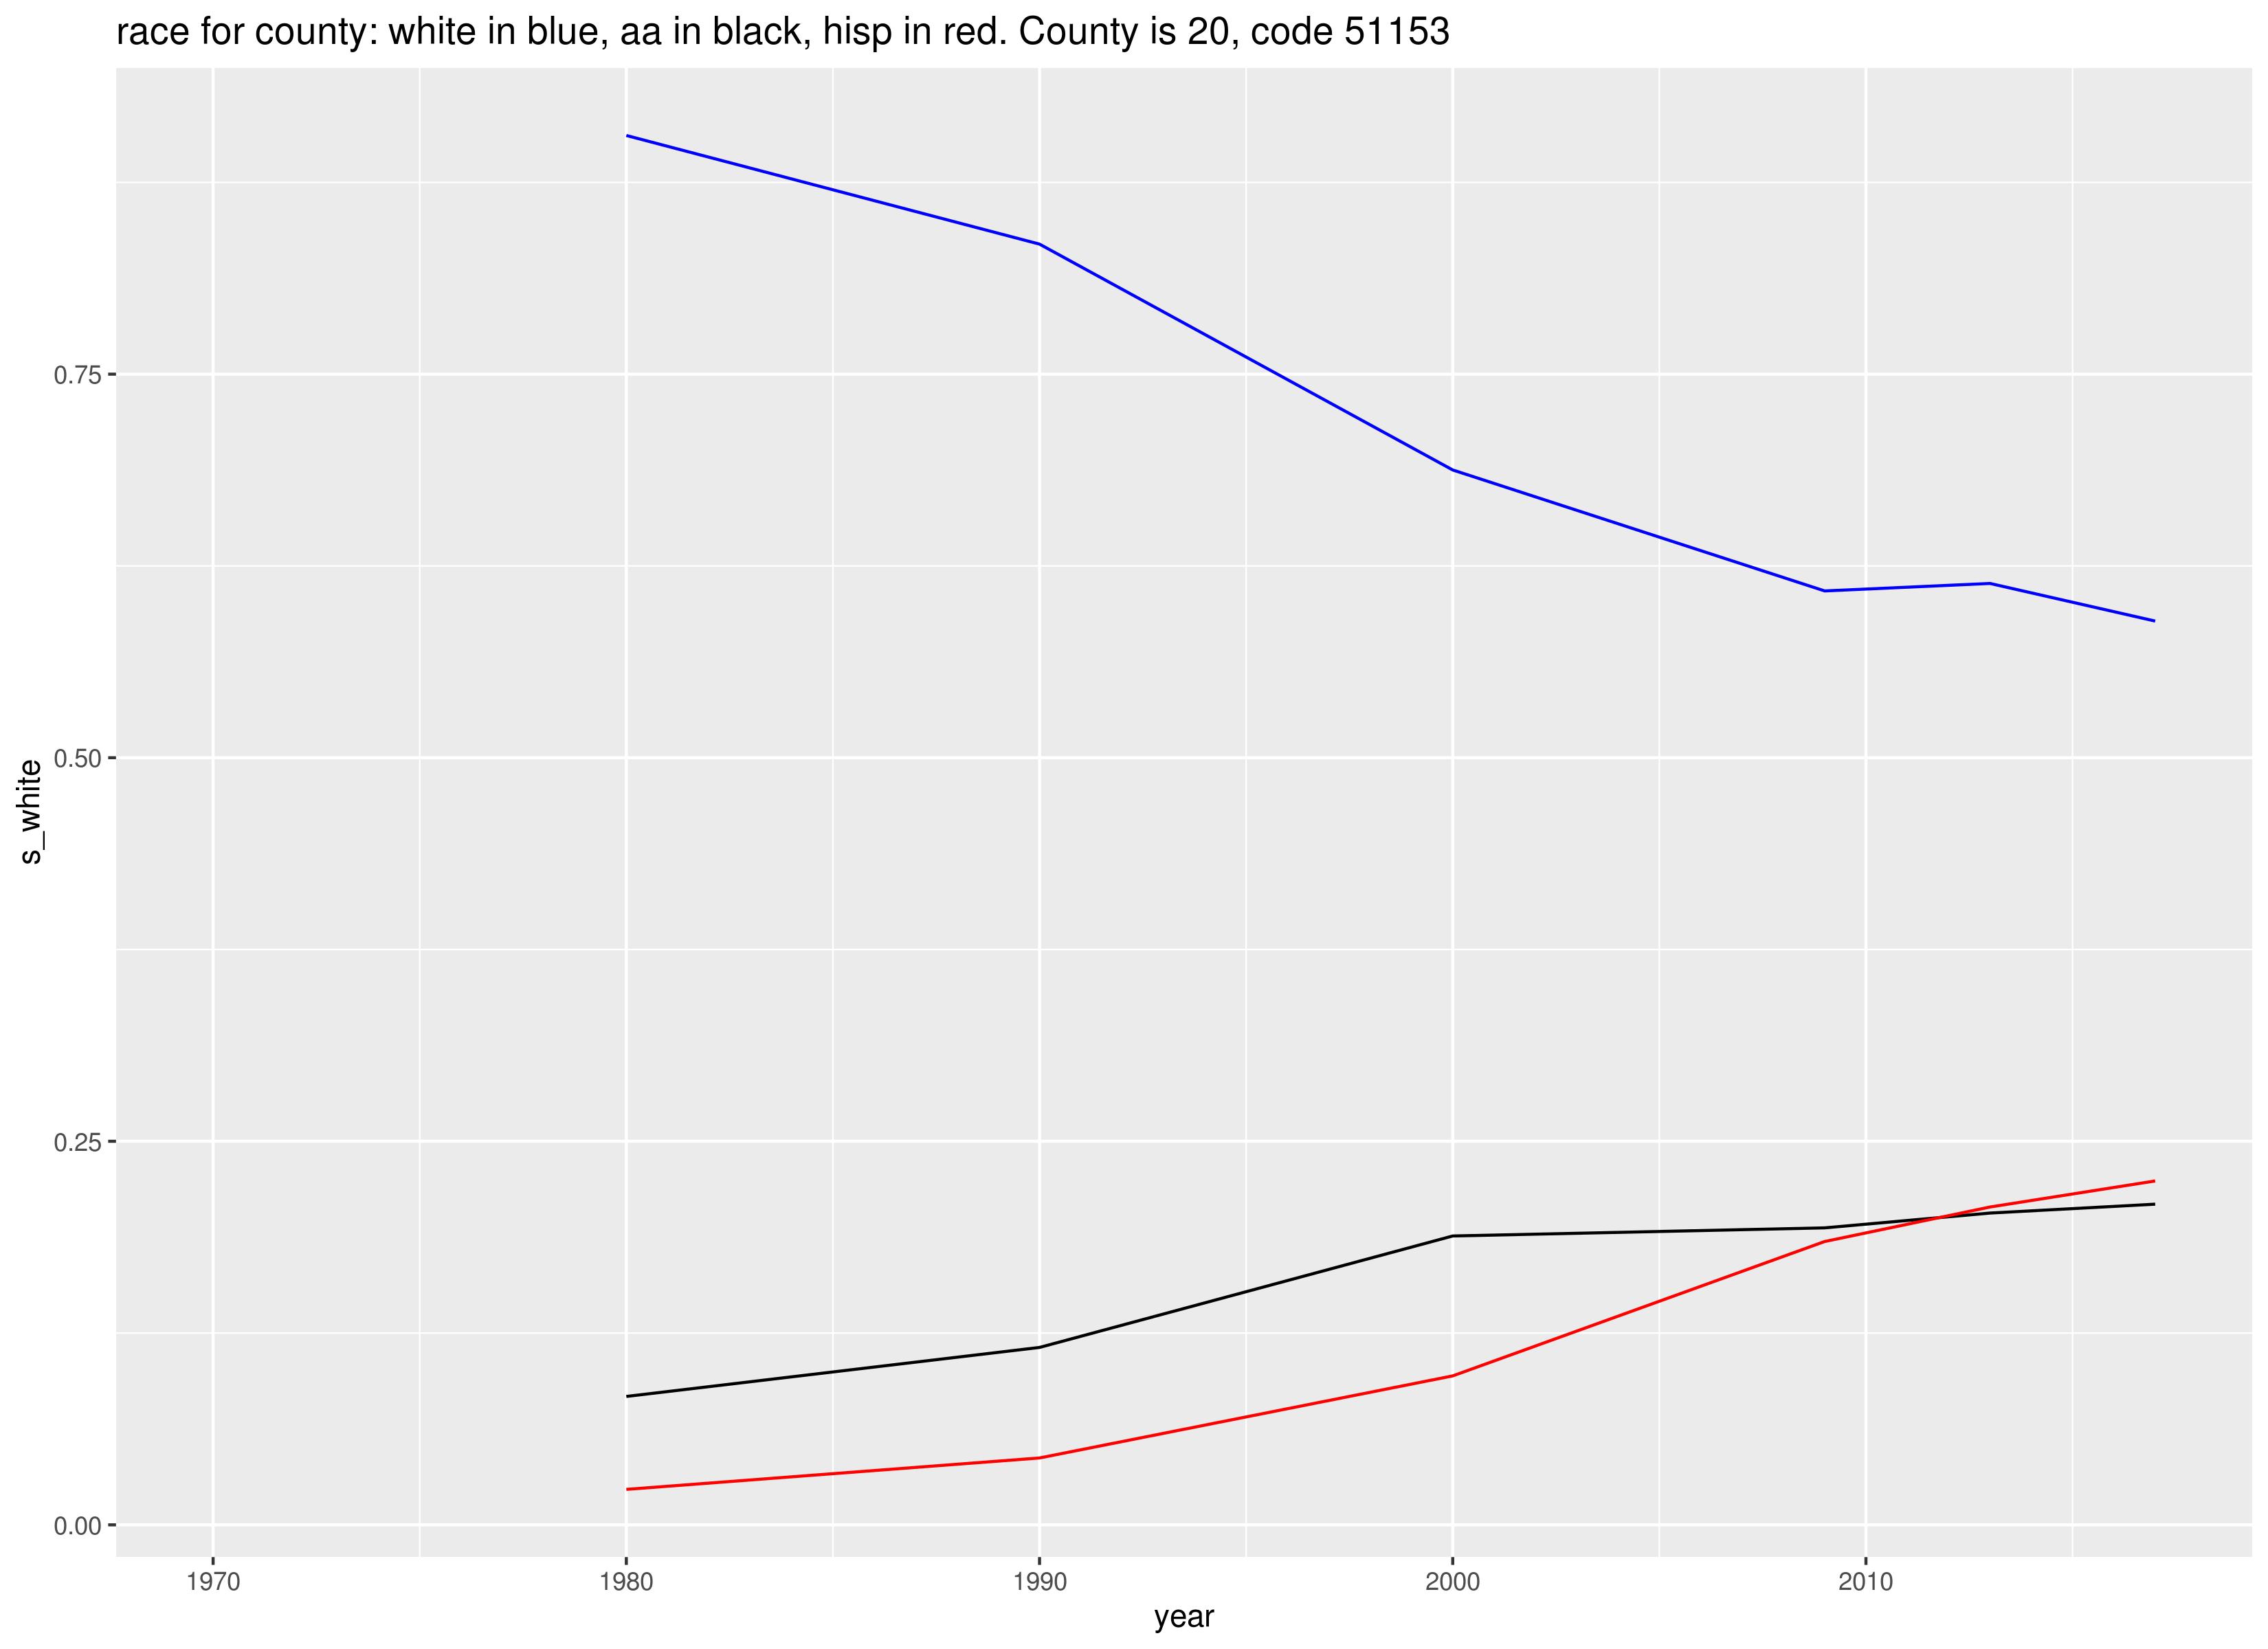 race for county: white in blue, aa in black, hisp in red. County is 20, code 51153
s_white
0.75
0.50
0.25
0.00
1970 1980 1990 2000 2010
year